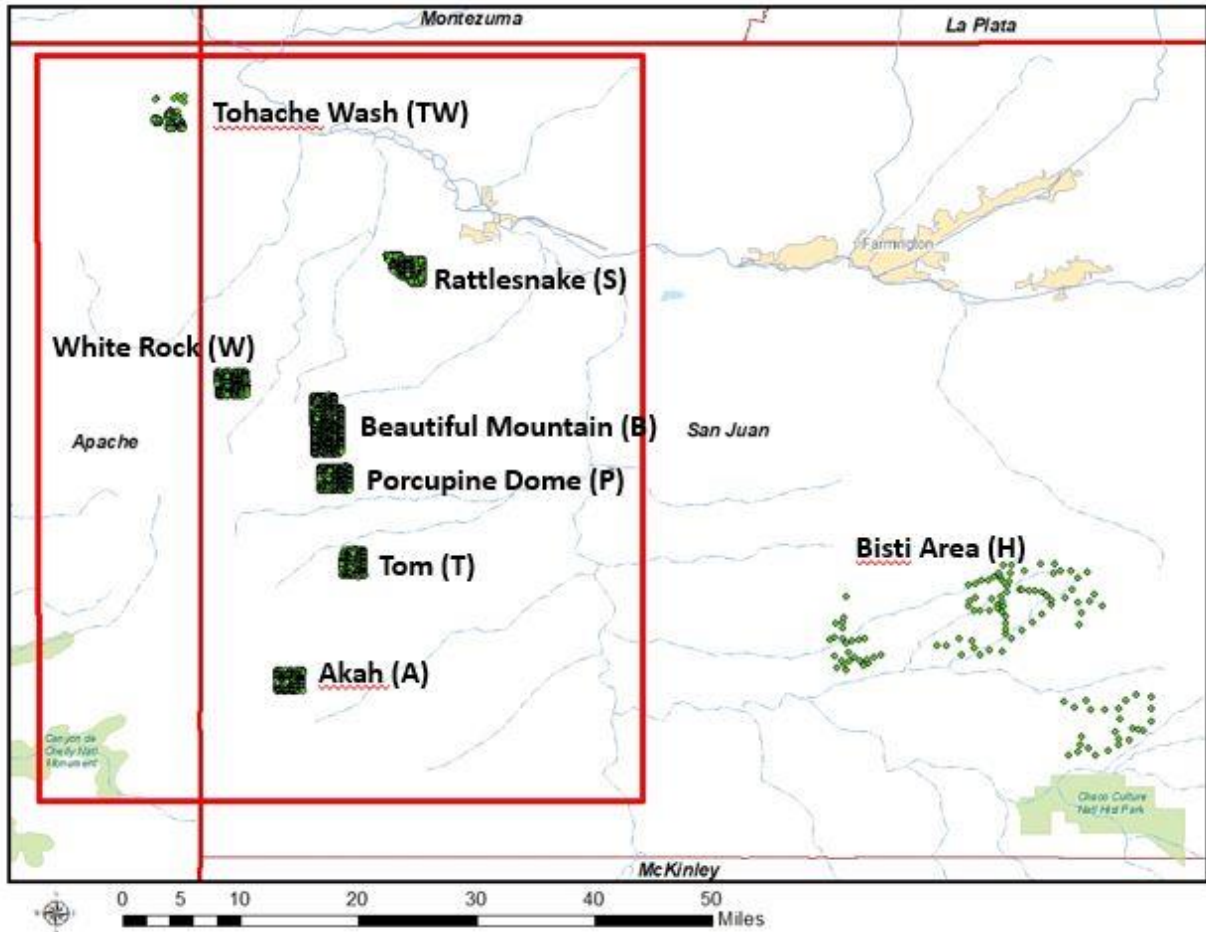 Montezuma
La Plata
Tohache Wash (TW)
Farmington
Rattlesnake (S)
White Rock (W)
Apache
Beautiful Mountain (B)
San Juan
Porcupine Dome (P)
Bisti Area (H)
Tom (T)
Akah (A)
Canyon de
Chelly Natl
Monument
Chaco Culture
Natl Hist Park
McKinley
0 5 10 20 30 40 50
Miles